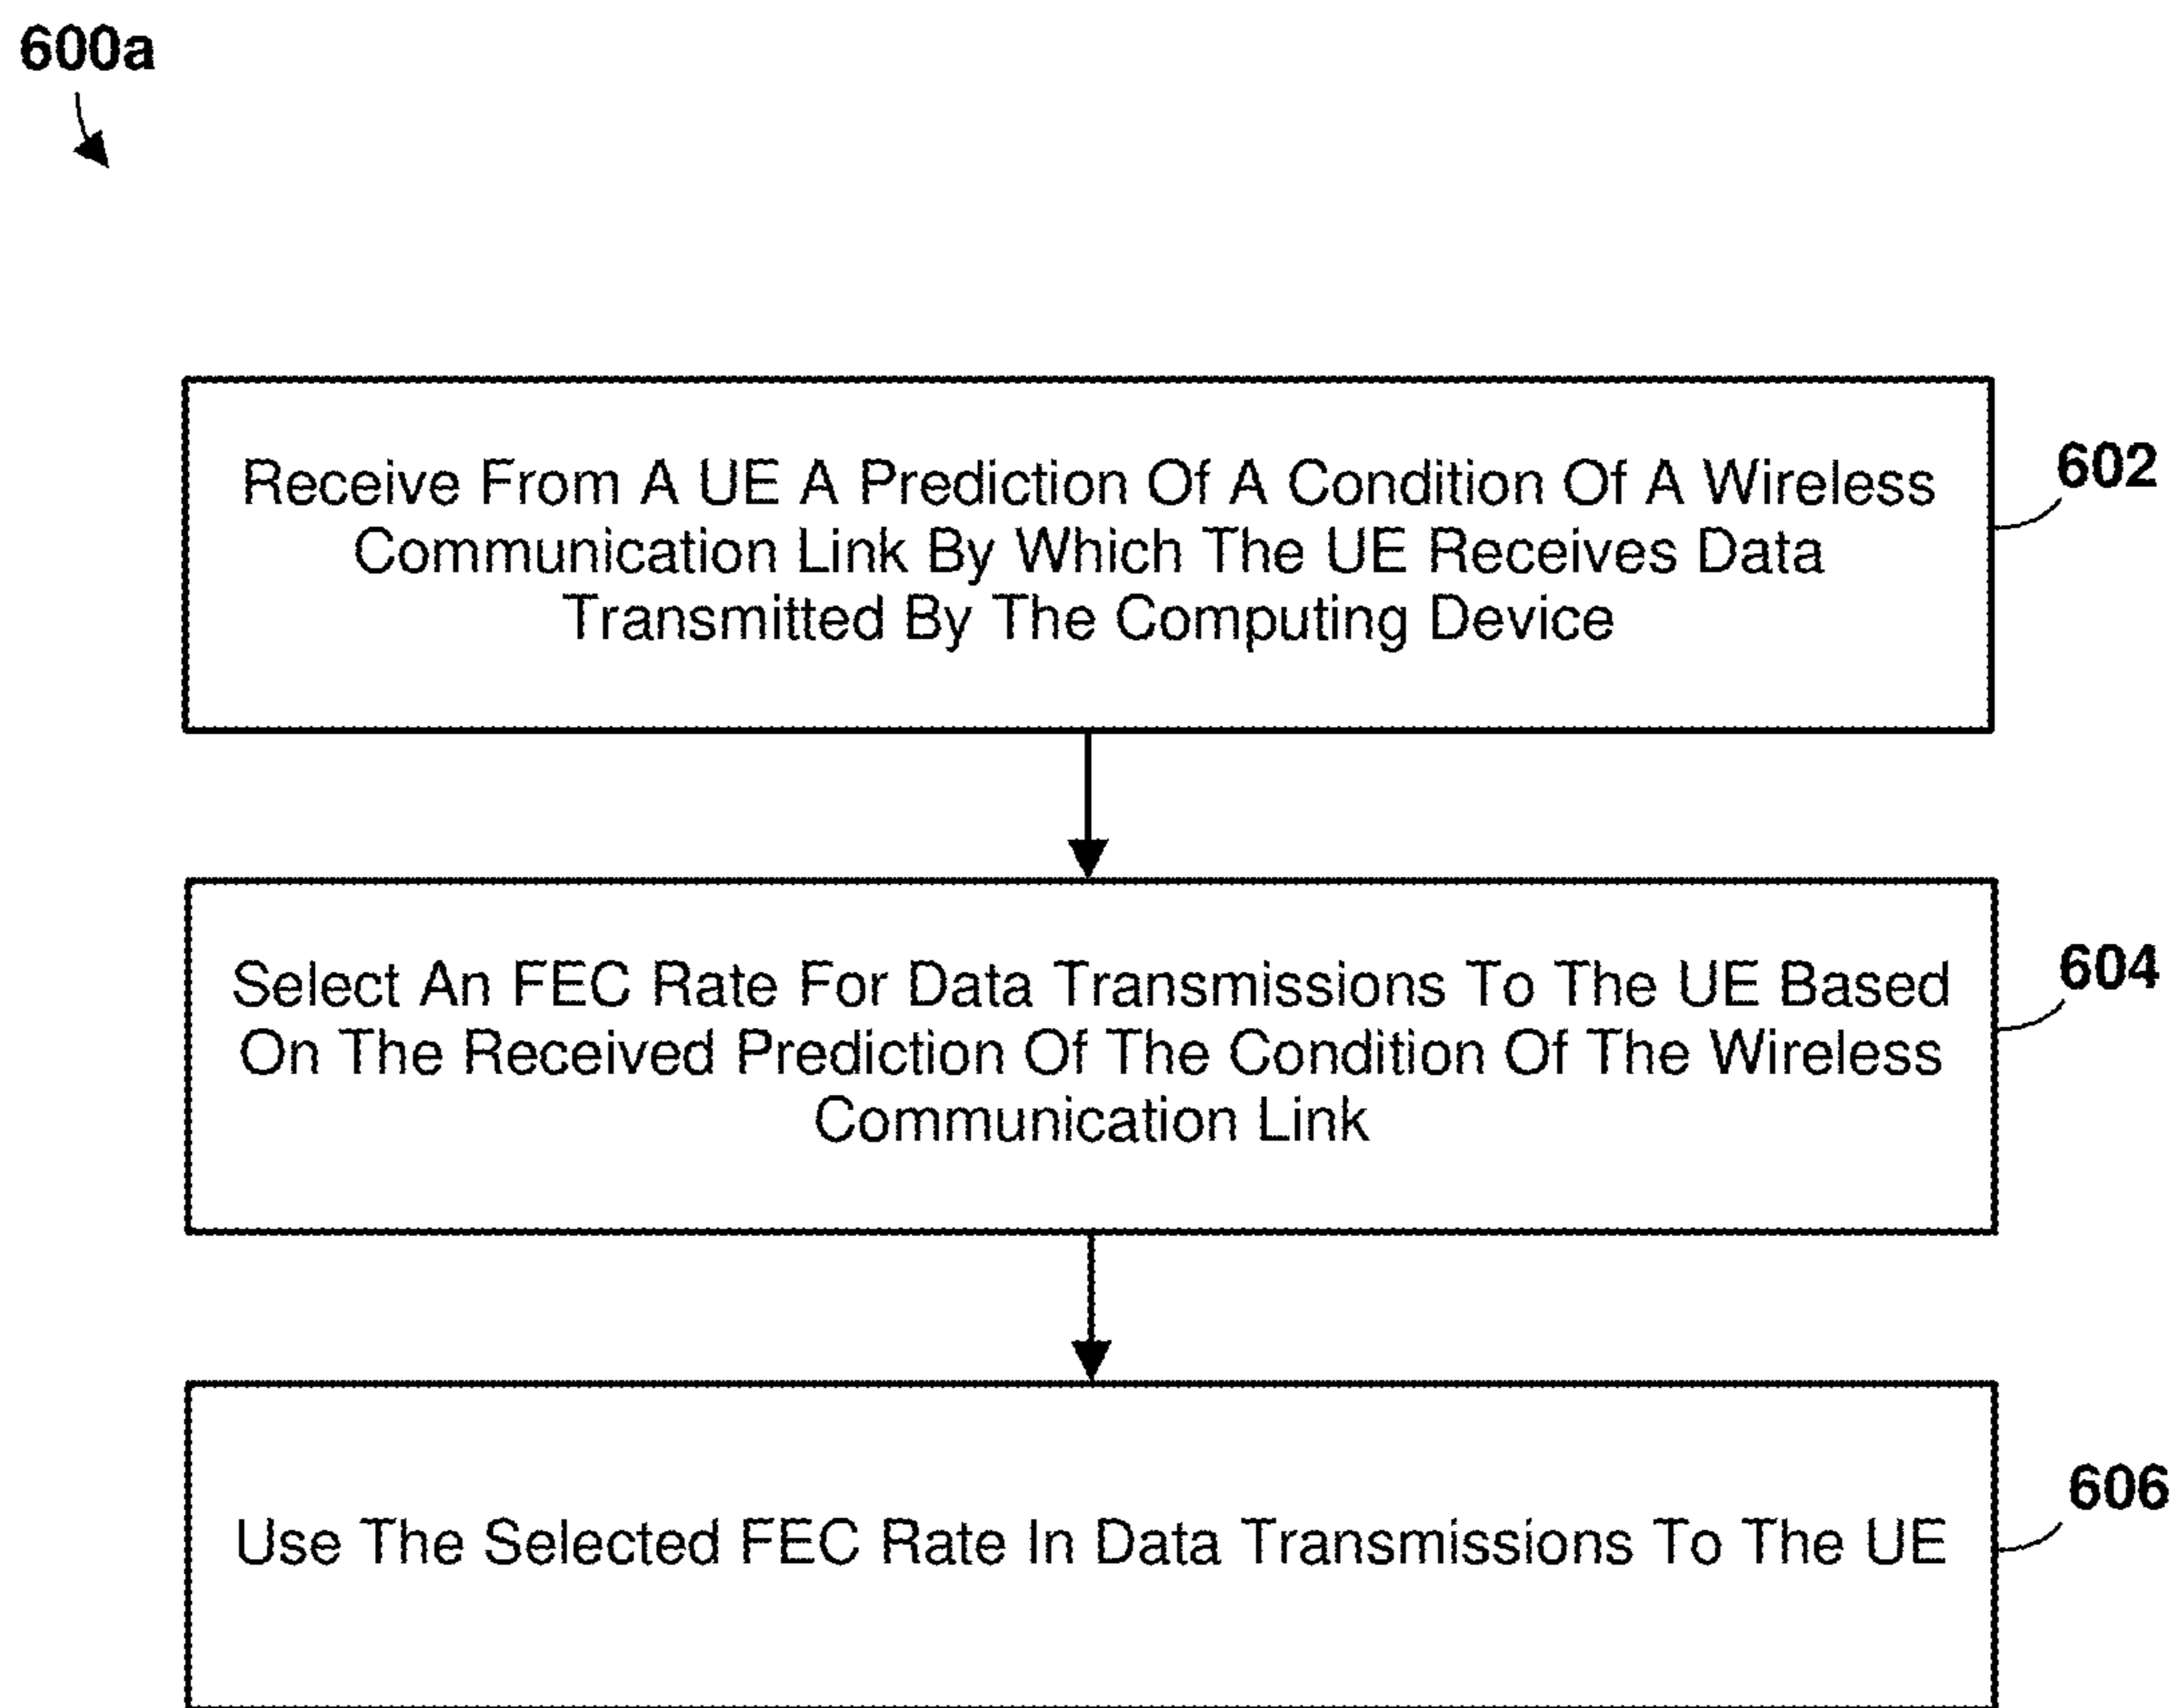 600a
Receive From A UE A Prediction Of A Condition Of A Wireless
Communication Link By Which The UE Receives Data
Transmitted By The Computing Device
602
Select An FEC Rate For Data Transmissions To The UE Based
On The Received Prediction Of The Condition Of The Wireless
Communication Link
604
Use The Selected FEC Rate In Data Transmissions To The UE
606